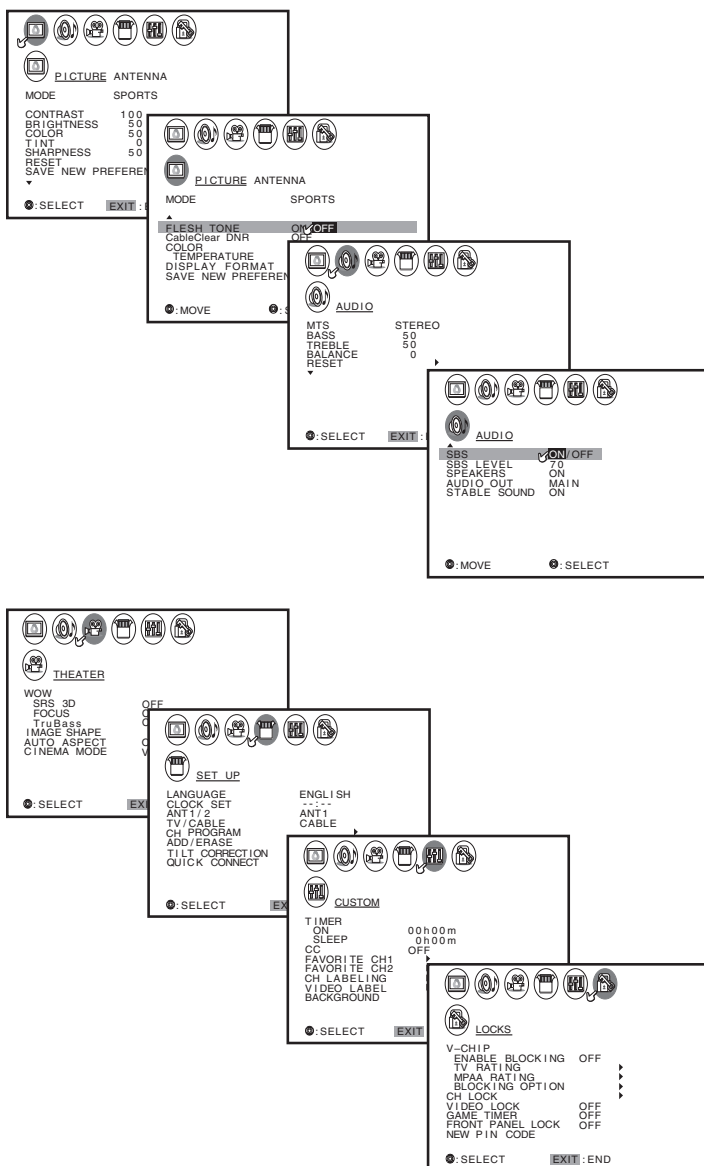 PICTURE ANTENNA
MODE SPORTS
CONTRAST 100
BRIGHTNESS 50
COLOR 50
TINT 0
SHARPNESS 50
RESET
SAVE NEW
:SELECT EXIT :
PICTURE ANTENNA
MODE SPORTS
FLESH TONE ON OFF
CableClear DNR OFF
COLOR
TEMPERATURE
DISPLAY FORMAT
SAVE NEW
:MOVE :
AUDIO
MTS STEREO
BASS 50
TREBLE 50
BALANCE 0
RESET
:SELECT EXIT :
AUDIO
SBS ON/OFF
SBS LEVEL 70
SPEAKERS ON
AUDIO OUT MAIN
STABLE SOUND ON
:MOVE :SELECT
THEATER
WOW
SRS 3D OFF
FOCUS
TruBass
IMAGE SHAPE
AUTO ASPECT
CINEMA MODE
:SELECT
SET UP
LANGUAGE ENGLISH
CLOCK SET --:--
ANT1/2 ANT1
TV/CABLE CABLE
CH PROGRAM
ADD/ERASE
TILT CORRECTION
QUICK CONNECT
:SELECT
CUSTOM
TIMER
ON 00h00m
SLEEP 0h00m
CC OFF
FAVORITE CH1
FAVORITE CH2
CH LABELING
VIDEO LABEL
BACKGROUND
:SELECT EXIT
LOCKS
V-CHIP
ENABLE BLOCKING OFF
TV RATING
MPAA RATING
BLOCKING OPTION
CH LOCK
VIDEO LOCK OFF
GAME TIMER OFF
FRONT PANEL LOCK OFF
NEW PIN CODE
:SELECT EXIT :END